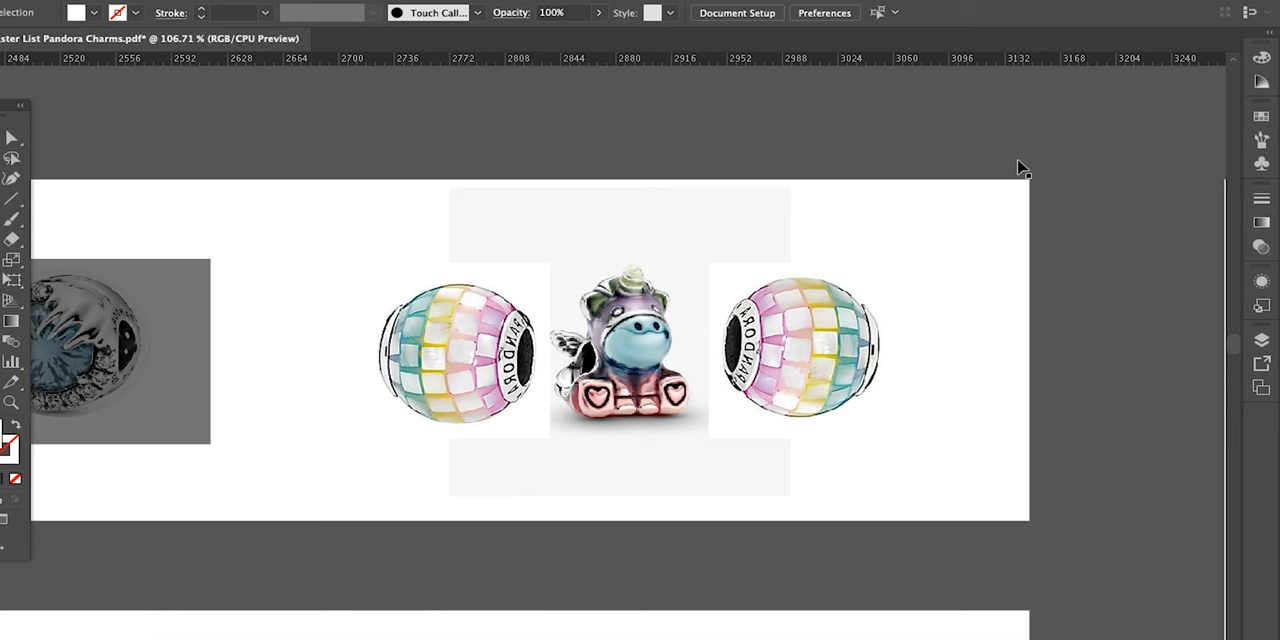 election Stroke: Touch Call... Opacity: 100% Style: Document Setup Preferences
ster List Pandora Charms.pdf* @ 106.71 % (RGB/CPU Preview)
2484 2520 2556 2592 2628 2664 2700 2736 2772 2808 2844 2880 2916 2952 2988 3024 3060 3096 3132 3168 3204 3240
PANDORA
PANDORA